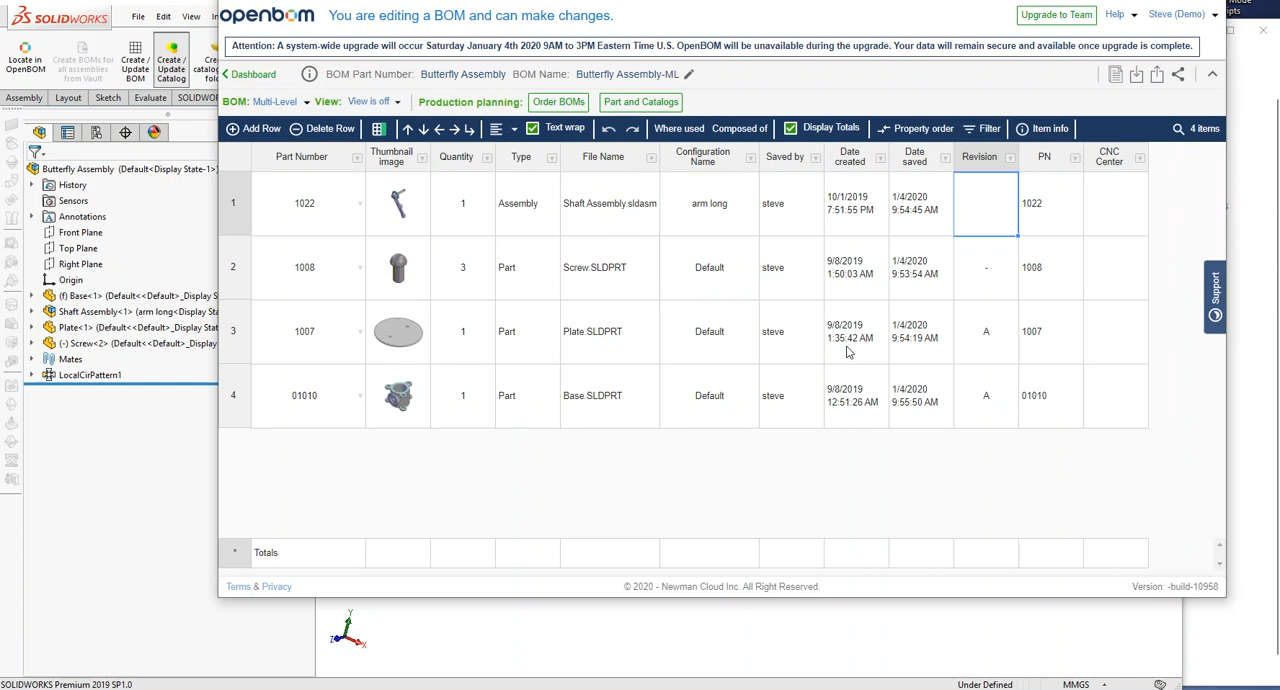 SOLIDWORKS
File Edit View
Locate in OpenBOM
Create BOMs for all assemblies from Vault
Create / Update BOM
Create / Update Catalog
Assembly Layout Sketch Evaluate
Butterfly Assembly (Default<Display State-1>)
History
Sensors
Annotations
Front Plane
Top Plane
Right Plane
Origin
(f) Base<1> (Default<<Default>_Display S
Shaft Assembly<1> (arm long<Display Sta
Plate<1> (Default<<Default>_Display Sta
(-) Screw<2> (Default<<Default>_Display
Mates
LocalCirPattern1
openbom You are editing a BOM and can make changes.
Upgrade to Team Help Steve (Demo)
Attention: A system-wide upgrade will occur Saturday January 4th 2020 9AM to 3PM Eastern Time U.S. OpenBOM will be unavailable during the upgrade. Your data will remain secure and available once upgrade is complete.
Dashboard BOM Part Number: Butterfly Assembly BOM Name: Butterfly Assembly-ML
BOM: Multi-Level View: View is off Production planning: Order BOMs Part and Catalogs
Add Row Delete Row Text wrap Where used Composed of Display Totals Property order Filter Item info 4 items
Part Number Thumbnail image Quantity Type File Name Configuration Name Saved by Date created Date saved Revision PN CNC Center
1 1022 1 Assembly Shaft Assembly.sldasm arm long steve 10/1/2019 7:51:55 PM 1/4/2020 9:54:45 AM 1022
2 1008 3 Part Screw.SLDPRT Default steve 9/8/2019 1:50:03 AM 1/4/2020 9:53:54 AM - 1008
3 1007 1 Part Plate.SLDPRT Default steve 9/8/2019 1:35:42 AM 1/4/2020 9:54:19 AM A 1007
4 01010 1 Part Base.SLDPRT Default steve 9/8/2019 12:51:26 AM 1/4/2020 9:55:50 AM A 01010
* Totals
Support
Terms & Privacy © 2020 - Newman Cloud Inc. All Right Reserved. Version: -build-10958
Y
Z X
SOLIDWORKS Premium 2019 SP1.0 Under Defined MMGS